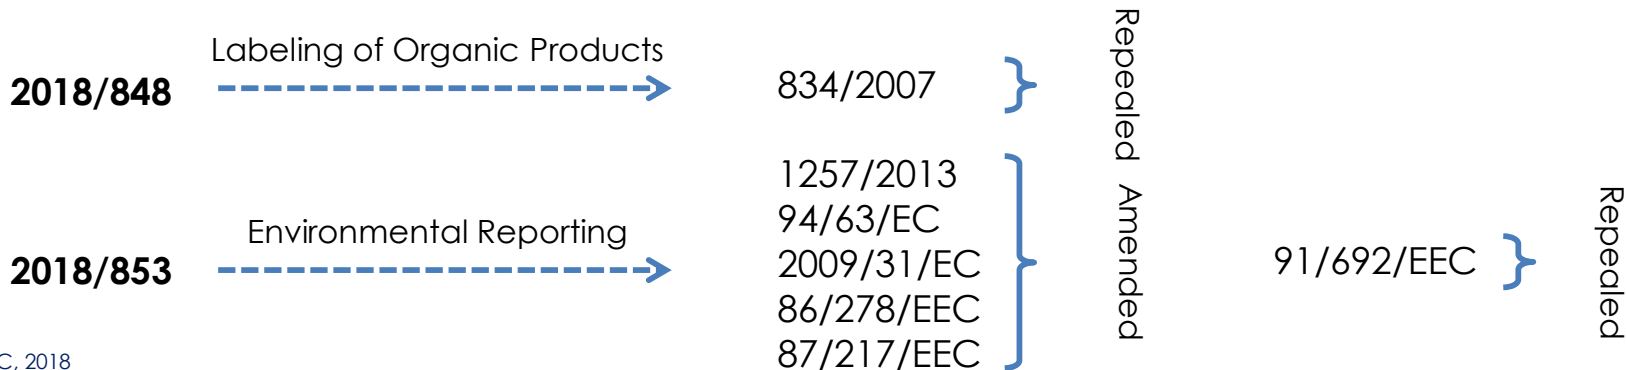 Labeling of Organic Products
2018/848
834/2007
Repealed
Environmental Reporting
2018/853
1257/2013
94/63/EC
2009/31/EC
86/278/EEC
87/217/EEC
Amended
91/692/EEC
Repealed
C, 2018